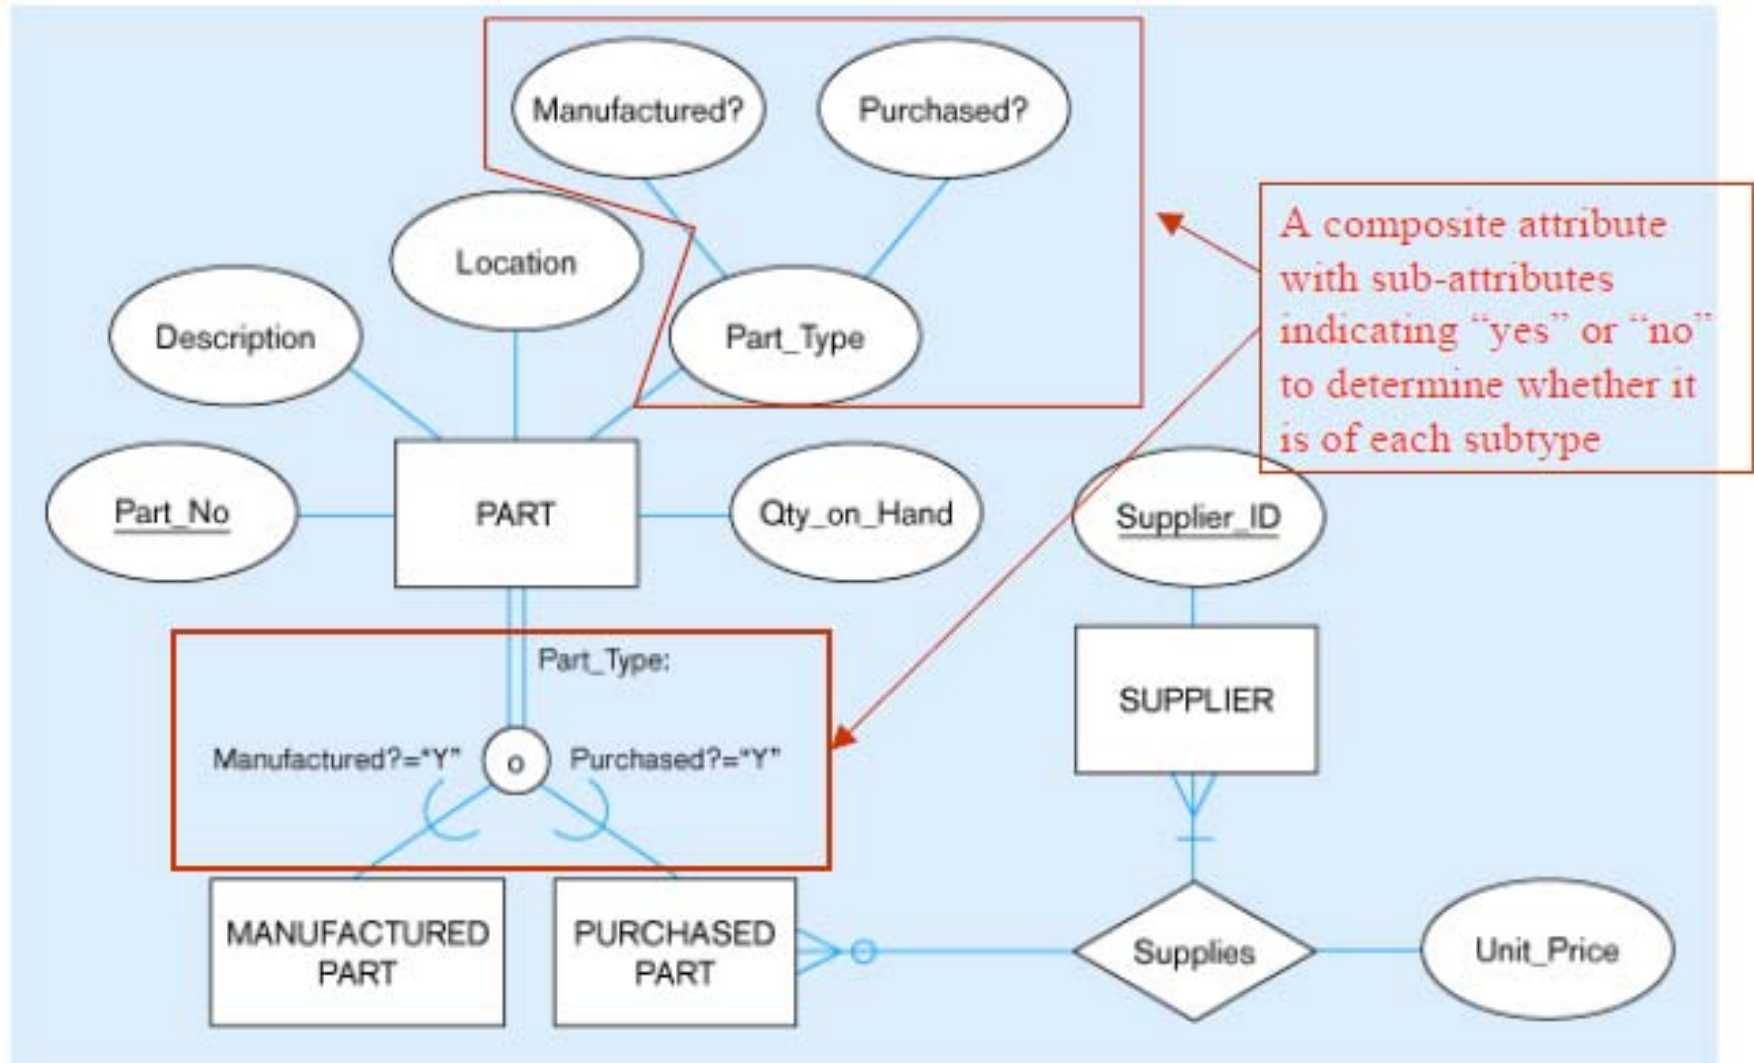 Manufactured?
Purchased?
Location
Description
Part_Type
A composite attribute
with sub-attributes
indicating “yes” or “no”
to determine whether it
is of each subtype
Part_No
PART
Qty_on_Hand
Supplier_ID
Part_Type:
SUPPLIER
Manufactured?=“Y”
o
Purchased?=“Y”
MANUFACTURED
PART
PURCHASED
PART
Supplies
Unit_Price